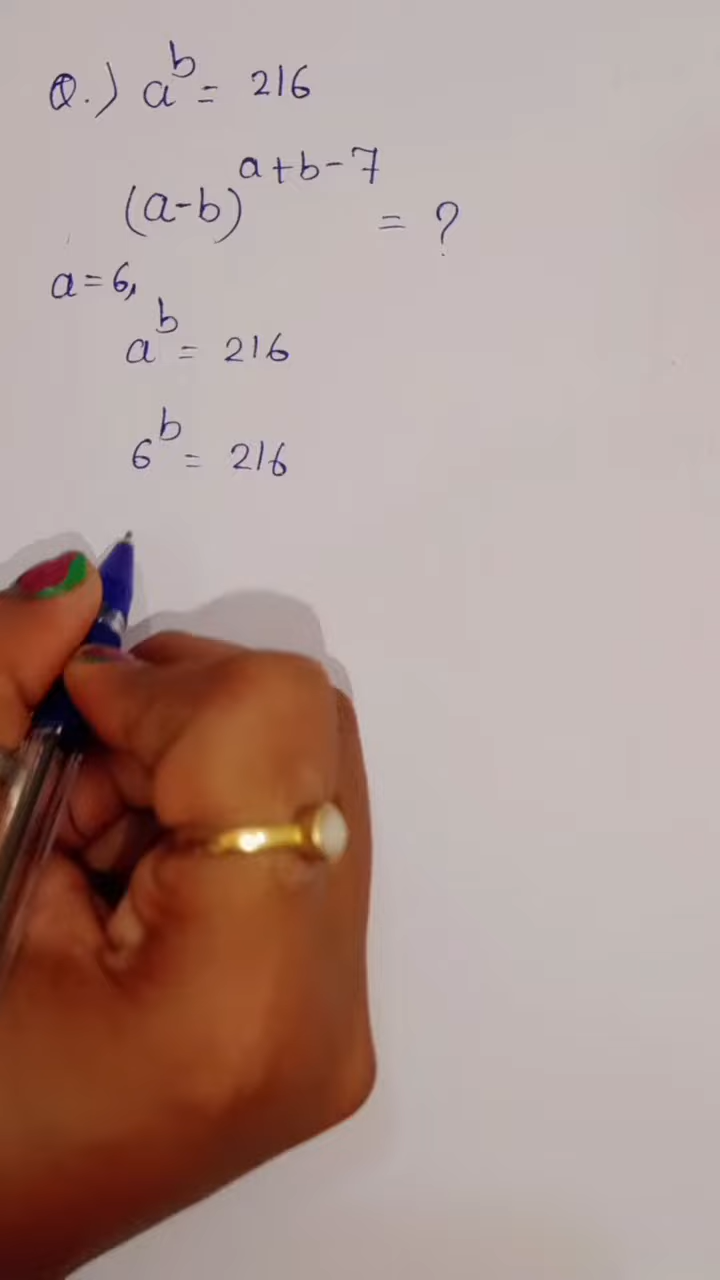 Q.) a^b = 216
(a-b)^a+b-7 = ?
a=6,
a^b = 216
6^b = 216